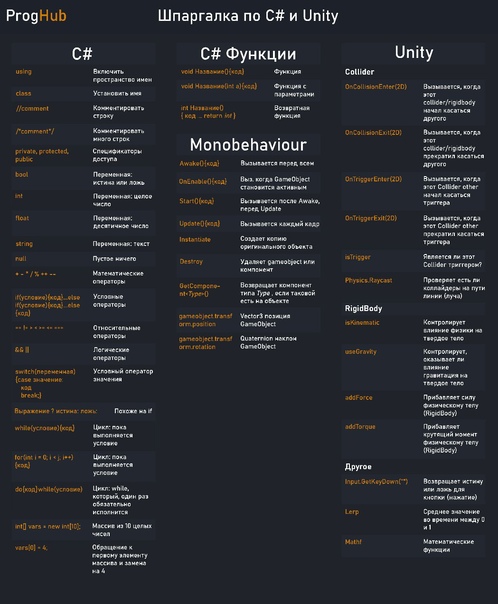 ProgHub
Шпаргалка по C# и Unity
C#
using
Включить
пространство имен
class
Установить имя
//comment
Комментировать
строку
/*comment*/
Комментировать
много строк
private, protected,
public
Спецификаторы
доступа
bool
Переменная:
истина или ложь
int
Переменная: целое
число
float
Переменная:
десятичное число
string
Переменная: текст
null
Пустое ничего
+ - * / % ++ --
Математические
операторы
if(условие){код}...else
if(условие){код}...else
{код}
Условные
операторы
Относительные
операторы
&& ||
Логические
операторы
switch(переменная)
{case значение:
код
break;}
Условный оператор
значения
Выражение ? истина: ложь;
Похоже на if
while(условие){код}
Цикл: пока
выполняется
условие
for(int i = 0; i < j, i++)
{код}
Цикл: пока
выполняется
условие
do{код}while(условие)
Цикл: while,
который, один раз
обязательно
исполнится
int[] vars = new int[10];
Массив из 10 целых
чисел
vars[0] = 4,
Обращение к
первому элементу
массива и замена
на 4
C# Функции
void Название(){код}
Функция
void Название(int a){код}
Функция с
параметрами
int Название()
{ код ... return int }
Возвратная
функция
Monobehaviour
Awake(){код}
Вызывается перед всем
OnEnable(){код}
Выз. когда GameObject
становится активным
Start(){код}
Вызывается после Awake,
перед Update
Update(){код}
Вызывается каждый кадр
Instantiate
Создает копию
оригинального объекта
Destroy
Удаляет gameobject или
компонент
GetCompone-
nt<Type>()
Возвращает компонент
типа Type , если таковой
есть на объекте
gameobject.transf
orm.position
Vector3 позиция
GameObject
gameobject.transf
orm.rotation
Quaternion наклон
GameObject
Unity
Collider
OnCollisionEnter(2D)
Вызывается, когда
этот
collider/rigidbody
начал касаться
другого
OnCollisionExit(2D)
Вызывается, когда
этот
collider/rigidbody
прекратил касаться
другого
OnTriggerEnter(2D)
Вызывается, когда
этот Collider other
начал касаться
триггера
OnTriggerExit(2D)
Вызывается, когда
этот Collider other
прекратил касаться
триггера
isTrigger
Является ли этот
Collider триггером?
Physics.Raycast
Проверяет есть ли
коллайдеры на пути
линии (луча)
RigidBody
isKinematic
Контролирует
влияние физики на
твердое тело
useGravity
Контролирует,
оказывает ли
влияние
гравитация на
твердое тело
addForce
Прибавляет силу
физическому телу
(RigidBody)
addTorque
Прибавляет
крутящий момент
физическому телу
(RigidBody)
Другое
Input.GetKeyDown("")
Возвращает истину
или ложь для
кнопки (нажатие)
Lerp
Среднее значение
во времени между 0
и 1
Mathf
Математические
функции